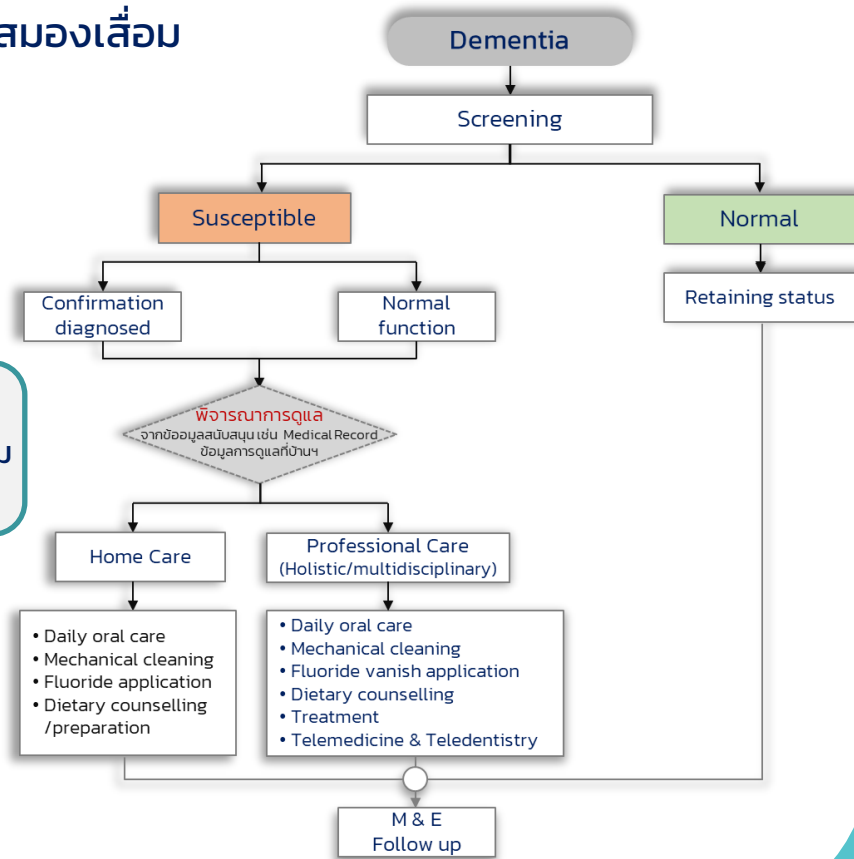 สมองเสื่อม
Dementia
Screening
Susceptible
Normal
Confirmation
diagnosed
Normal
function
Retaining status
พิจารณาการดูแล
จากข้ออมูลสนับสนุน เช่น Medical Record
ข้อมูลการดูแลที่บ้านฯ
Home Care
Professional Care
(Holistic/multidisciplinary)
• Daily oral care
• Mechanical cleaning
• Fluoride application
• Dietary counselling
/preparation
• Daily oral care
• Mechanical cleaning
• Fluoride vanish application
• Dietary counselling
• Treatment
• Telemedicine & Teledentistry
M & E
Follow up